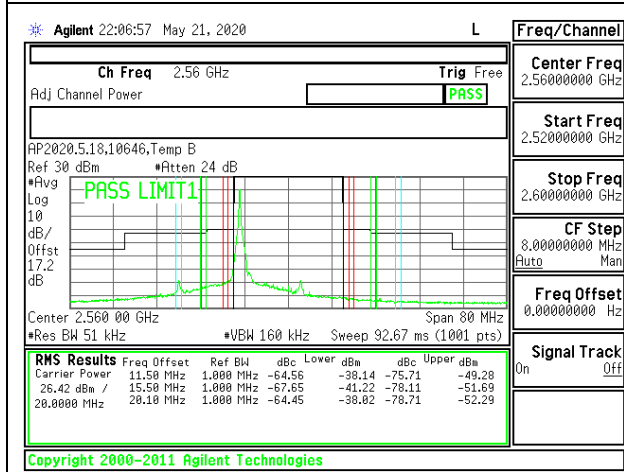 Agilent 22:06:57 May 21, 2020 L Freq/Channel
Ch Freq 2.56 GHz Trig Free
Adj Channel Power PASS
AP2020.5.18,10646,Temp B
Ref 30 dBm #Atten 24 dB
#Avg
Log
10
dB/
Offst
17.2
dB
PASS LIMIT1
Center 2.560 00 GHz Span 80 MHz
#Res BW 51 kHz #VBW 160 kHz Sweep 92.67 ms (1001 pts)
RMS Results Freq Offset Ref BW dBc Lower dBm dBc Upper dBm
Carrier Power 11.50 MHz 1.000 MHz -64.56 -38.14 -75.71 -49.28
26.42 dBm / 15.50 MHz 1.000 MHz -67.65 -41.22 -78.11 -51.69
20.0000 MHz 20.10 MHz 1.000 MHz -64.45 -38.02 -78.71 -52.29
Center Freq
2.56000000 GHz
Start Freq
2.52000000 GHz
Stop Freq
2.60000000 GHz
CF Step
8.00000000 MHz
Auto Man
Freq Offset
0.00000000 Hz
Signal Track
On Off
Copyright 2000-2011 Agilent Technologies